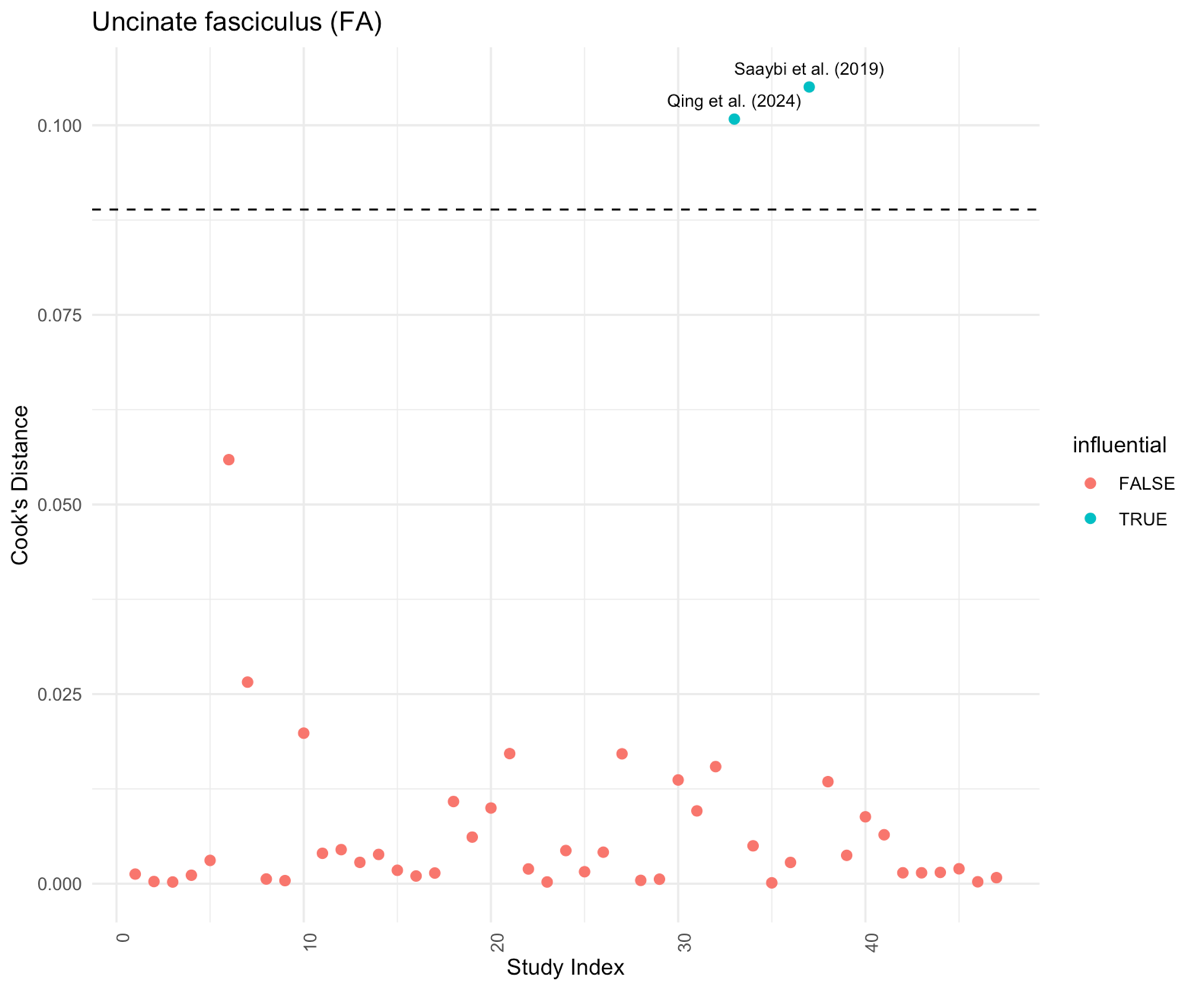 Uncinate fasciculus (FA)
Saaybi et al. (2019)
Qing et al. (2024)
0.100
0.075
0.050
0.025
0.000
Cook's Distance
0
10
20
30
40
Study Index
influential
FALSE
TRUE